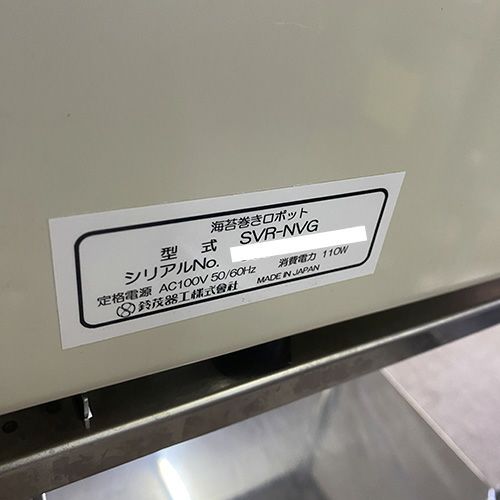 海苔巻きロボット
型 式 SVR-NVG
シリアルNo.
定格電源 AC100V 50/60Hz 消費電力 110W
鈴茂器工株式會社 MADE IN JAPAN